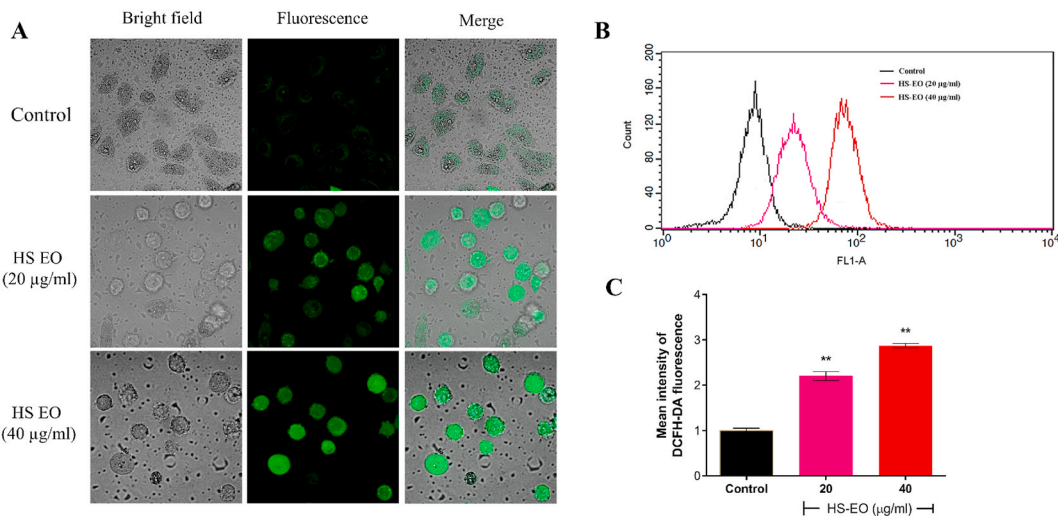 A
Bright field
Fluorescence
Merge
Control
HS EO
(20 µg/ml)
HS EO
(40 µg/ml)
B
200
160
120
80
40
0
Count
Control
HS-EO (20 µg/ml)
HS-EO (40 µg/ml)
10⁰
10¹
10²
10³
10⁴
FL1-A
C
Mean intensity of
DCFH-DA fluorescence
4
3
2
1
0
**
**
Control
20
40
HS-EO (µg/ml)